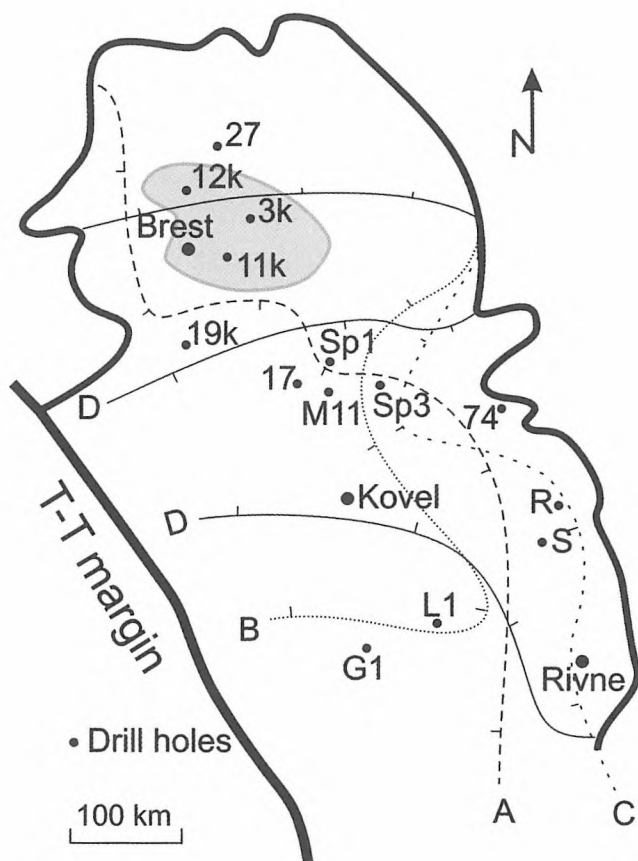 N
27
12k
3k
Brest
11k
19k
Sp1
17
M11
Sp3
74
D
T-T margin
Kovel
R
D
S
L1
B
G1
Rivne
Drill holes
100 km
A
C